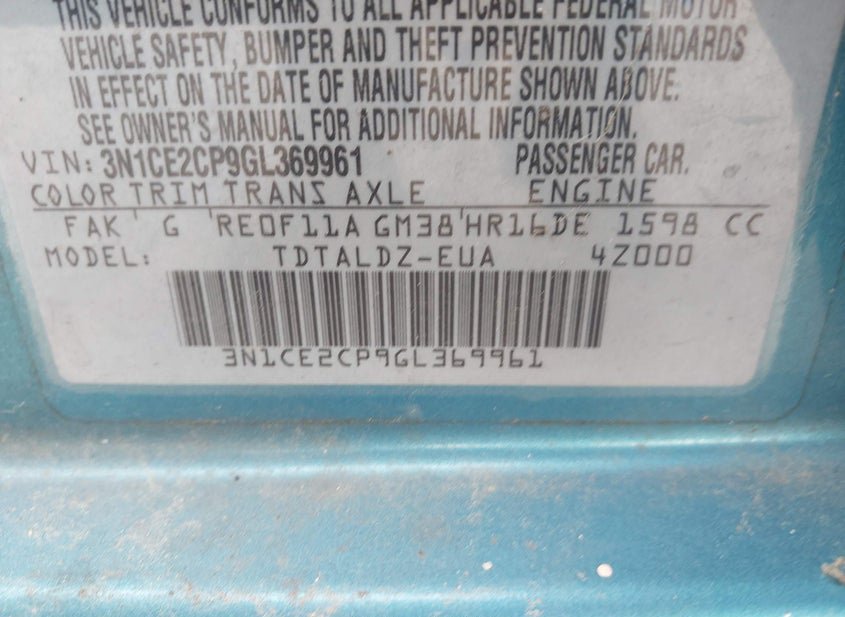 THIS VEHICLE CONFORMS TO ALL APPLICABLE FEDERAL MOTOR
VEHICLE SAFETY, BUMPER AND THEFT PREVENTION STANDARDS
IN EFFECT ON THE DATE OF MANUFACTURE SHOWN ABOVE.
SEE OWNER'S MANUAL FOR ADDITIONAL INFORMATION.
VIN: 3N1CE2CP9GL369961 PASSENGER CAR.
COLOR TRIM TRANS AXLE ENGINE
FAK' G 'RE0F11A GM38'HR16DE 1598 CC
MODEL: TDTALDZ-EUA 4Z000
3N1CE2CP9GL369961